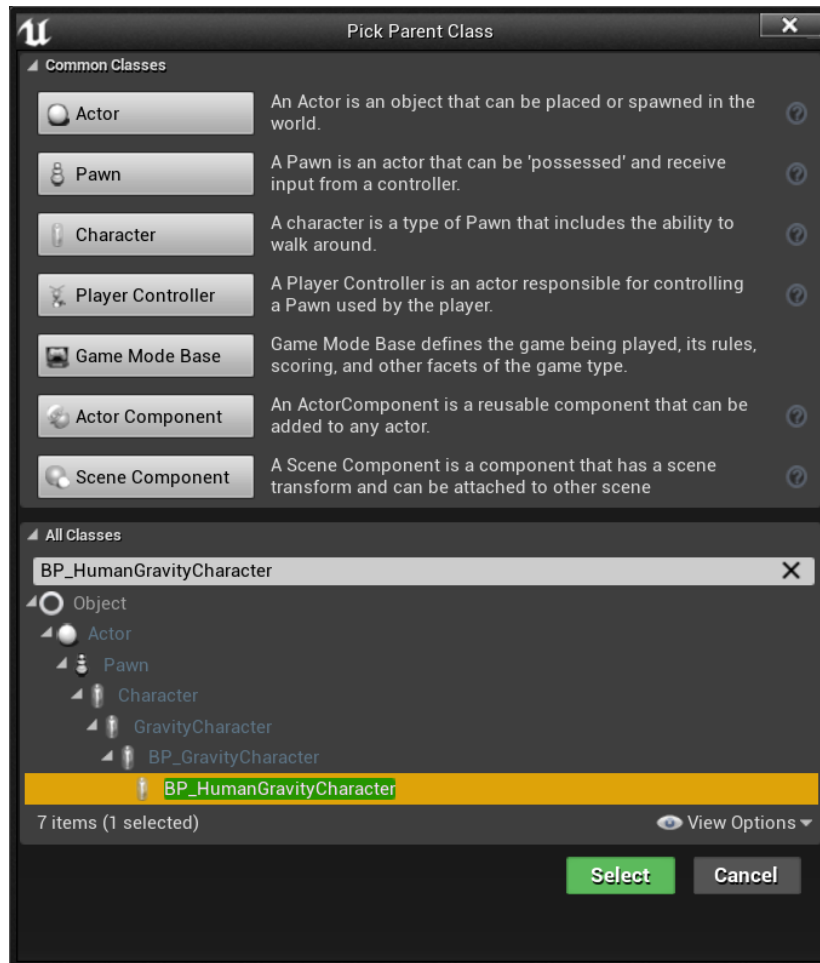 Pick Parent Class
Common Classes
Actor
An Actor is an object that can be placed or spawned in the
world.
Pawn
A Pawn is an actor that can be 'possessed' and receive
input from a controller.
Character
A character is a type of Pawn that includes the ability to
walk around.
Player Controller
A Player Controller is an actor responsible for controlling
a Pawn used by the player.
Game Mode Base
Game Mode Base defines the game being played, its rules,
scoring, and other facets of the game type.
Actor Component
An ActorComponent is a reusable component that can be
added to any actor.
Scene Component
A Scene Component is a component that has a scene
transform and can be attached to other scene
All Classes
BP_HumanGravityCharacter
Object
Actor
Pawn
Character
GravityCharacter
BP_GravityCharacter
BP_HumanGravityCharacter
7 items (1 selected)
View Options
Select
Cancel